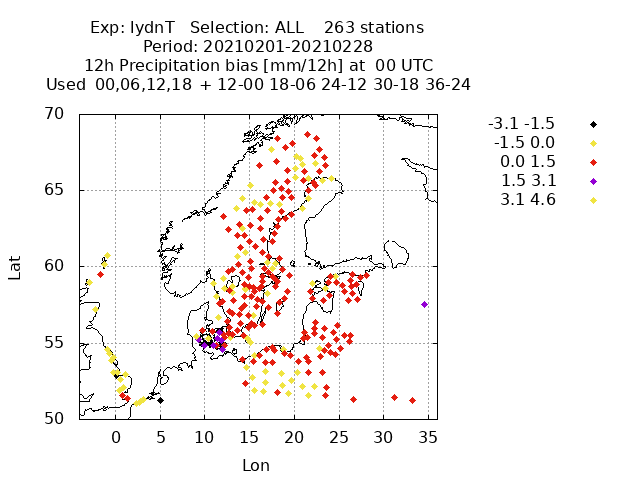 Exp: lydnT   Selection: ALL    263 stations
Period: 20210201-20210228
12h Precipitation bias [mm/12h] at  00 UTC
Used  00,06,12,18  + 12-00 18-06 24-12 30-18 36-24
-3.1 -1.5
-1.5 0.0
0.0 1.5
1.5 3.1
3.1 4.6
70
65
60
55
50
Lat
0 5 10 15 20 25 30 35
Lon